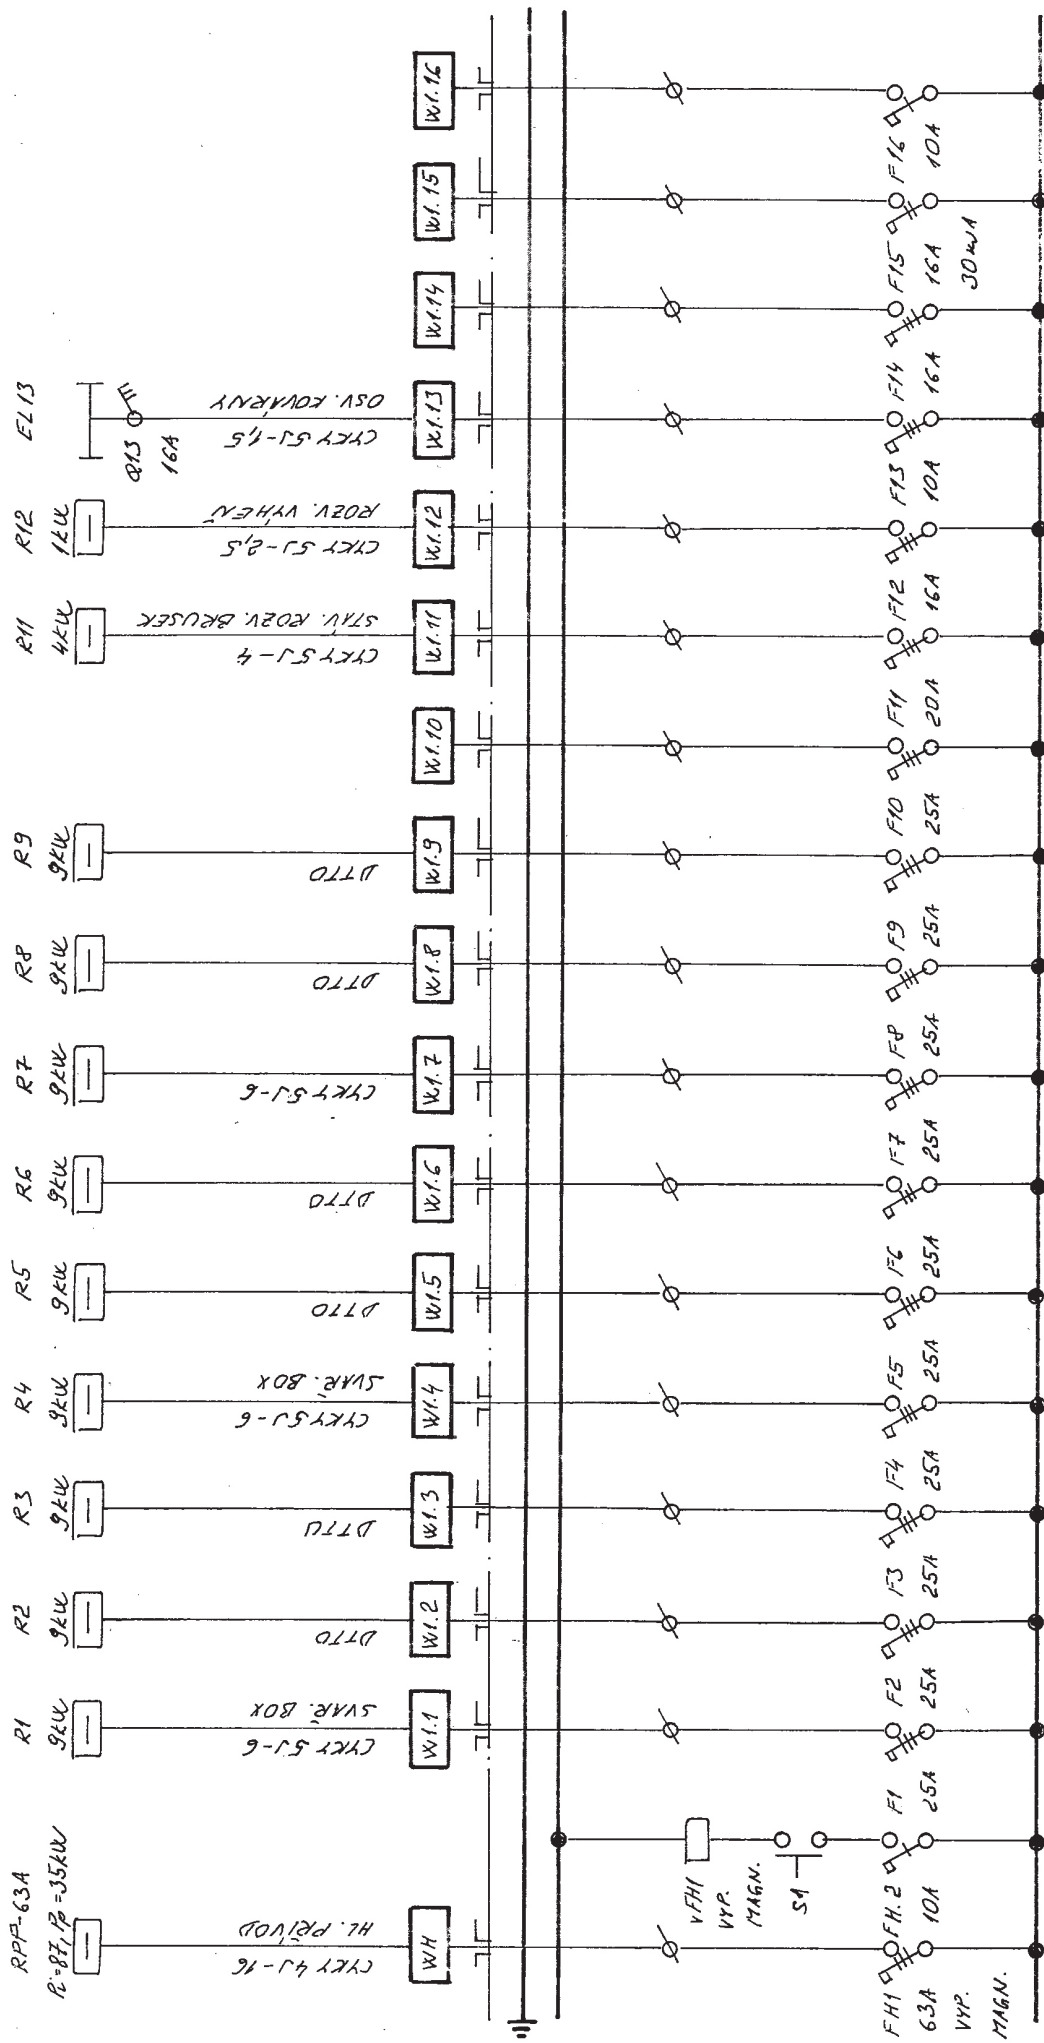 RPP-63A
Pi=87, Pp=35kW
CYKY 4J-16
HL. PŘÍVOD
WH
R1
9kW
CYKY 5J-6
SVAŘ. BOX
W1.1
R2
9kW
DTTO
W1.2
R3
9kW
DTTO
W1.3
R4
9kW
CYKY 5J-6
SVAŘ. BOX
W1.4
R5
9kW
DTTO
W1.5
R6
9kW
DTTO
W1.6
R7
9kW
CYKY 5J-6
W1.7
R8
9kW
DTTO
W1.8
R9
9kW
DTTO
W1.9
W1.10
R11
4kW
CYKY 5J-4
STÁV. ROZV. BRUSEK
W1.11
R12
1kW
CYKY 5J-2,5
ROZV. VÝHEŇ
W1.12
EL13
Q13
16A
CYKY 5J-1,5
OSV. KOVÁRNY
W1.13
W1.14
W1.15
W1.16
vFH1
VYP.
MAGN.
S1
FH1
63A
VYP.
MAGN.
FH.2
10A
F1
25A
F2
25A
F3
25A
F4
25A
F5
25A
F6
25A
F7
25A
F8
25A
F9
25A
F10
25A
F11
20A
F12
16A
F13
10A
F14
16A
F15
16A
30mA
F16
10A